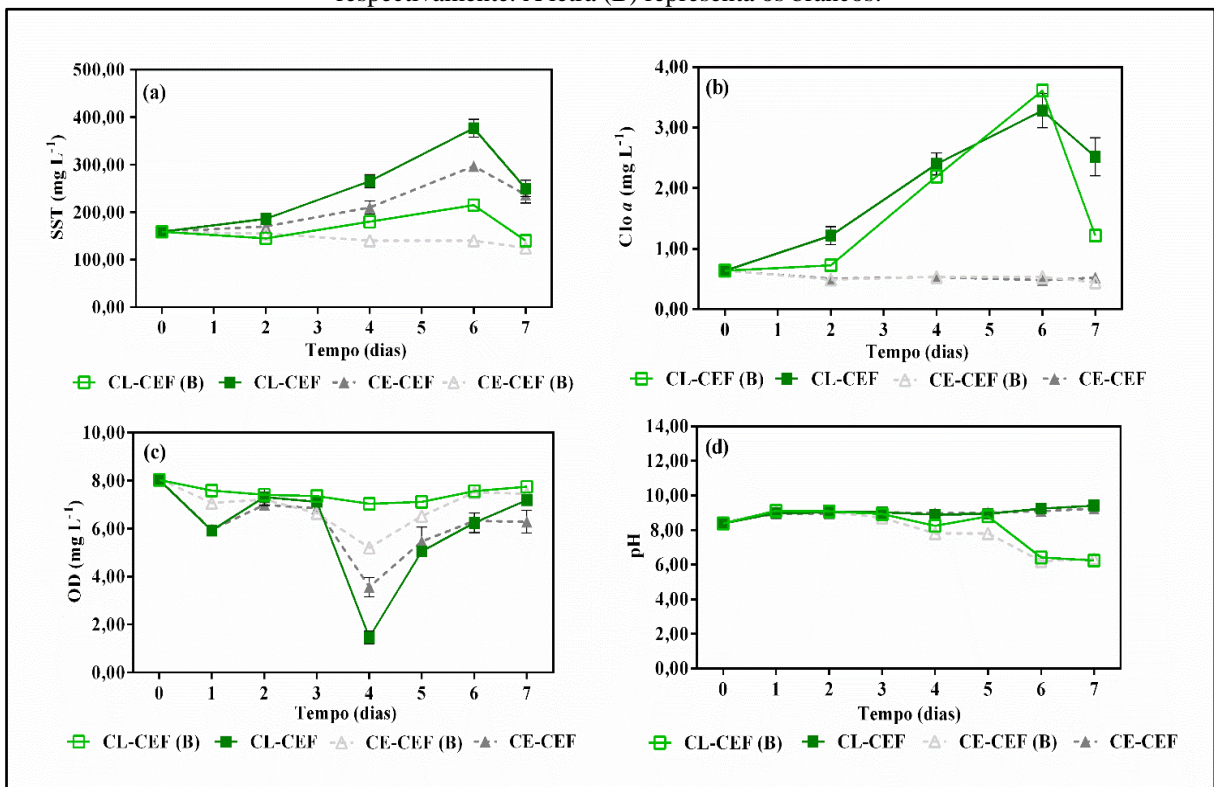 respectivamente. A letra (B) representa os brancos.
(a)
SST (mg L⁻¹)
500,00
400,00
300,00
200,00
100,00
0,00
0 1 2 3 4 5 6 7
Tempo (dias)
CL-CEF (B) CL-CEF CE-CEF CE-CEF (B)
(b)
Clo a (mg L⁻¹)
4,00
3,00
2,00
1,00
0,00
0 1 2 3 4 5 6 7
Tempo (dias)
CL-CEF (B) CL-CEF CE-CEF (B) CE-CEF
(c)
OD (mg L⁻¹)
10,00
8,00
6,00
4,00
2,00
0,00
0 1 2 3 4 5 6 7
Tempo (dias)
CL-CEF (B) CL-CEF CE-CEF (B) CE-CEF
(d)
pH
14,00
12,00
10,00
8,00
6,00
4,00
2,00
0,00
0 1 2 3 4 5 6 7
Tempo (dias)
CL-CEF (B) CL-CEF CE-CEF (B) CE-CEF